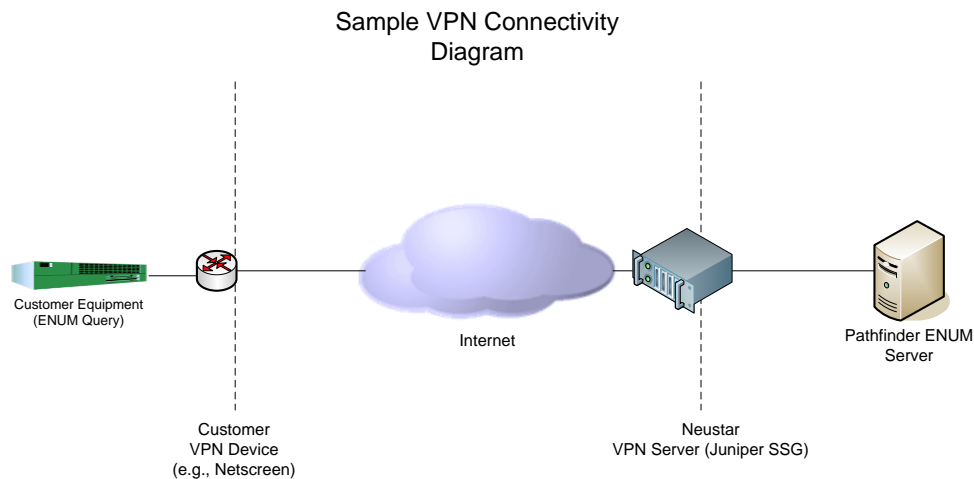 Sample VPN Connectivity
Diagram
Customer Equipment
(ENUM Query)
Internet
Pathfinder ENUM
Server
Customer
VPN Device
(e.g., Netscreen)
Neustar
VPN Server (Juniper SSG)